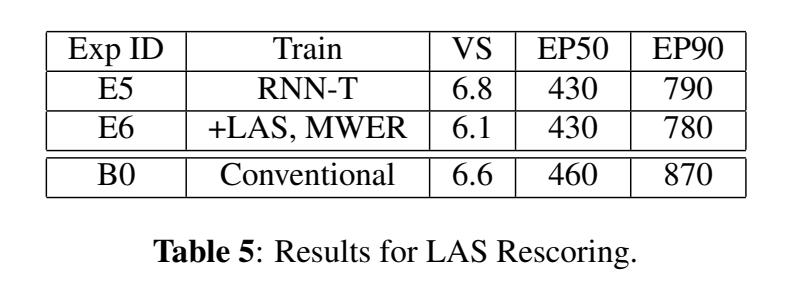 Exp ID Train VS EP50 EP90
E5 RNN-T 6.8 430 790
E6 +LAS, MWER 6.1 430 780
B0 Conventional 6.6 460 870
Table 5: Results for LAS Rescoring.